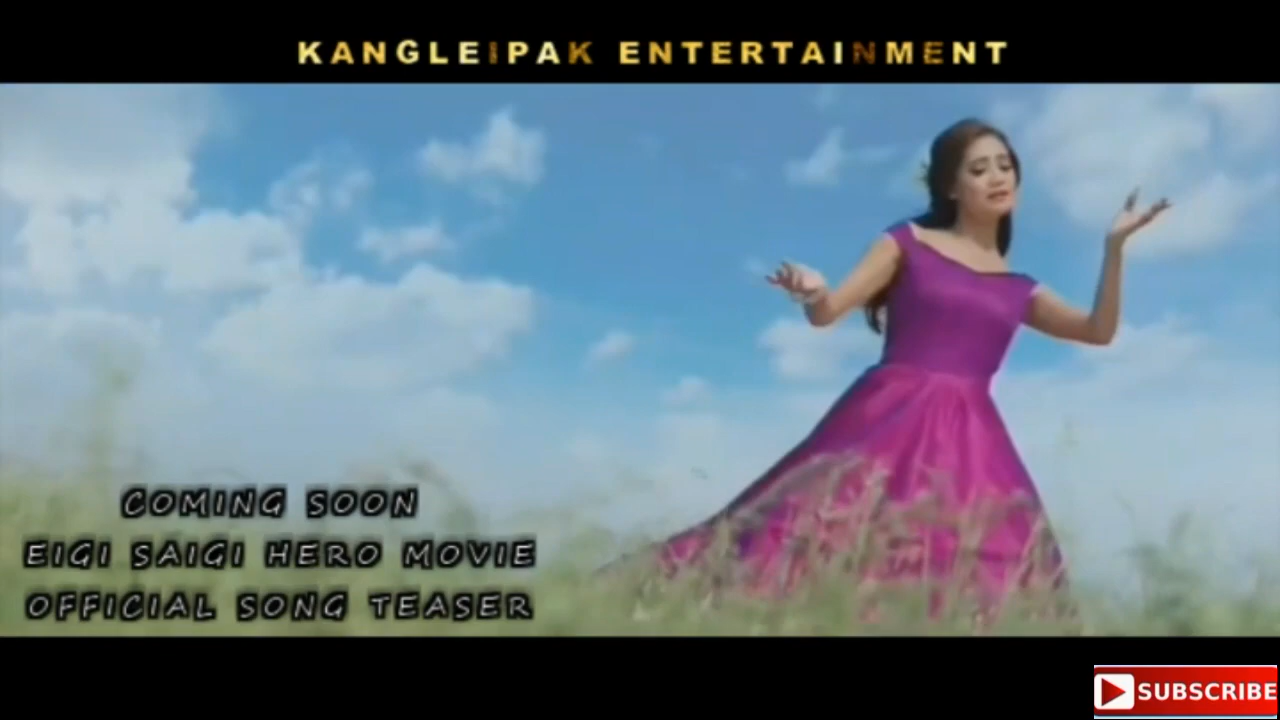 KANGLEIPAK ENTERTAINMENT
COMING SOON
EIGI SAIGI HERO MOVIE
OFFICIAL SONG TEASER
SUBSCRIBE